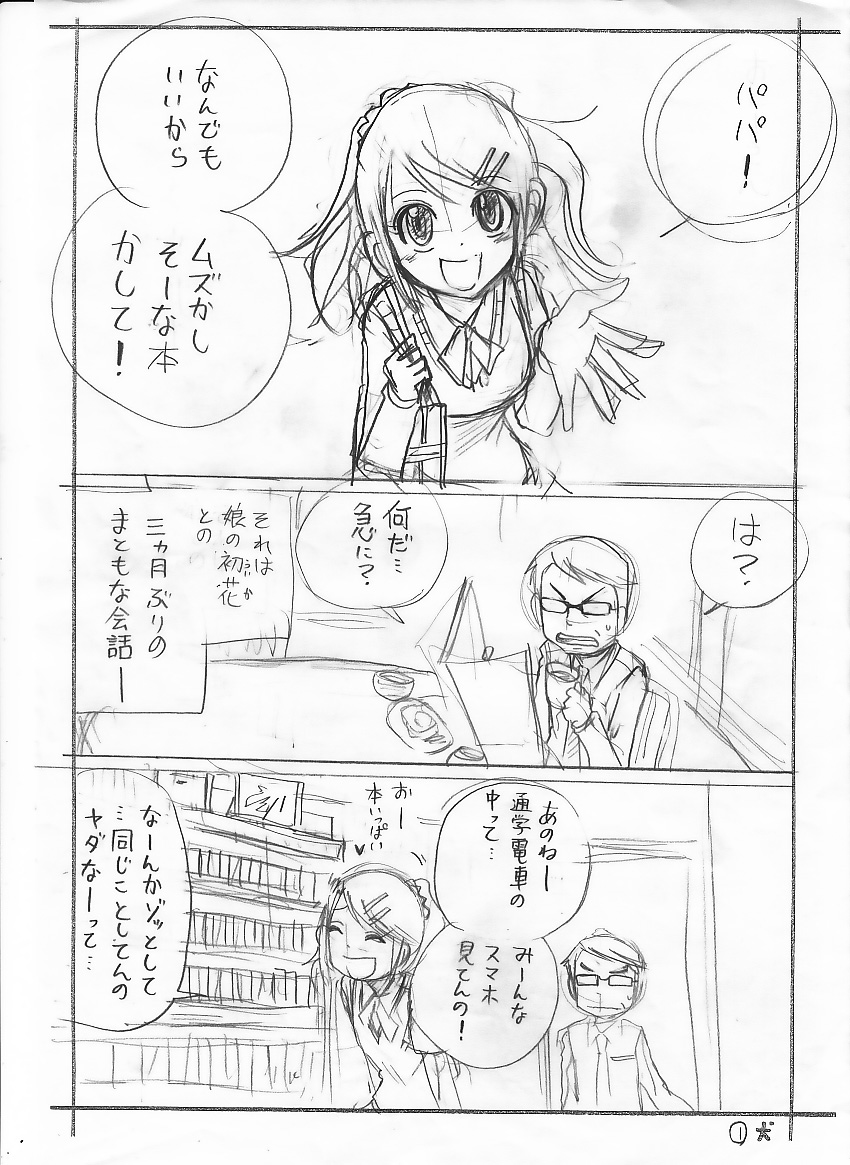 パパ！
なんでも
いいから
ムズかし
そーな本
かして！
は？
何だ…
急に？
それは
娘の初花
ういか
との
三ヵ月ぶりの
まともな会話ー
あのねー
通学電車の
中って…
みーんな
スマホ
見てんの！
おー
本いっぱい♥
なーんかゾッとして
…同じことしてんの
ヤダなーって…
①